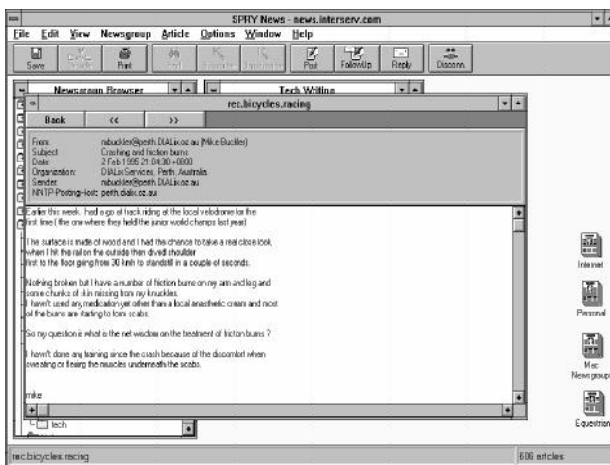 SPRY News - news.interserv.com
File Edit View Newsgroup Article Options Window Help
Save Print Post FollowUp Reply Disconn.
Newsgroup Browser Tech Writing
rec.bicycles.racing
Back << >>
From: mbuckler@perth.DIALix.oz.au (Mike Buckler)
Subject: Crashing and friction burns
Date: 2 Feb 1995 21:04:30 +0800
Organization: DIALix Services, Perth, Australia
Sender: mbuckler@perth.DIALix.oz.au
NNTP-Posting-Host: perth.dialix.oz.au
Earlier this week I had a go at track riding at the local velodrome for the
first time ( the one where they held the junior world champs last year)
The surface is made of wood and I had the chance to take a real close look,
when I hit the rail on the outside then dived shoulder
first to the floor going from 30 kmh to standstill in a couple of seconds.
Nothing broken but I have a number of friction burns on my arm and leg and
some chunks of skin missing from my knuckles.
I haven't used any medication yet other than a local anasthetic cream and most
of the burns are starting to form scabs.
So my question is what is the net wisdom on the treatment of friction burns ?
I haven't done any training since the crash because of the discomfort when
sweating or flexing the muscles underneath the scabs.
mike
Internet
Personal
Mac
Newsgroup
Equestrian
tech
rec.bicycles.racing 606 articles